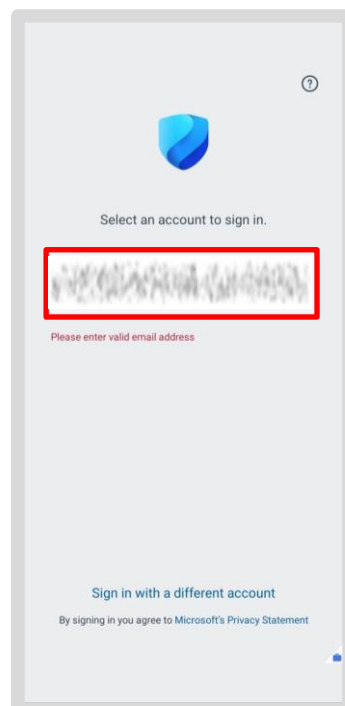 Select an account to sign in.
Please enter valid email address
Sign in with a different account
By signing in you agree to Microsoft's Privacy Statement